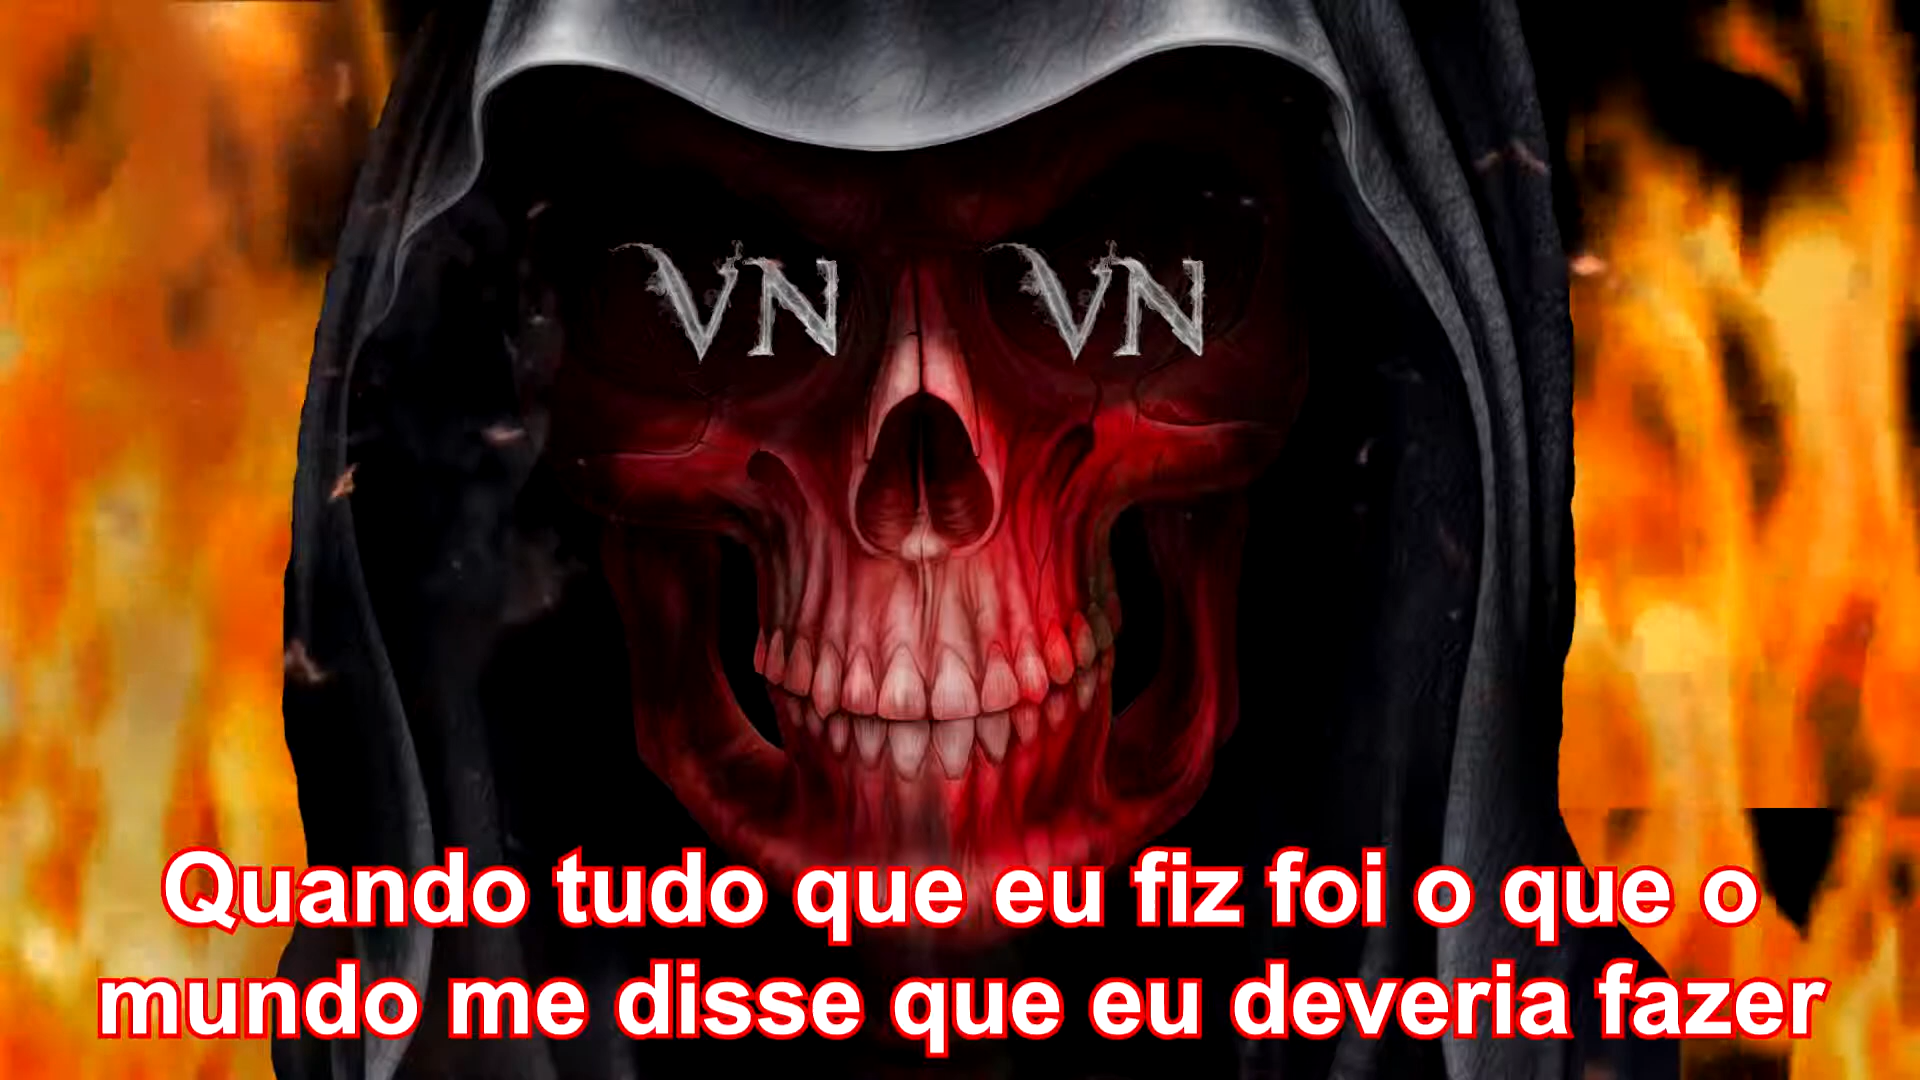 VN VN
Quando tudo que eu fiz foi o que o
mundo me disse que eu deveria fazer